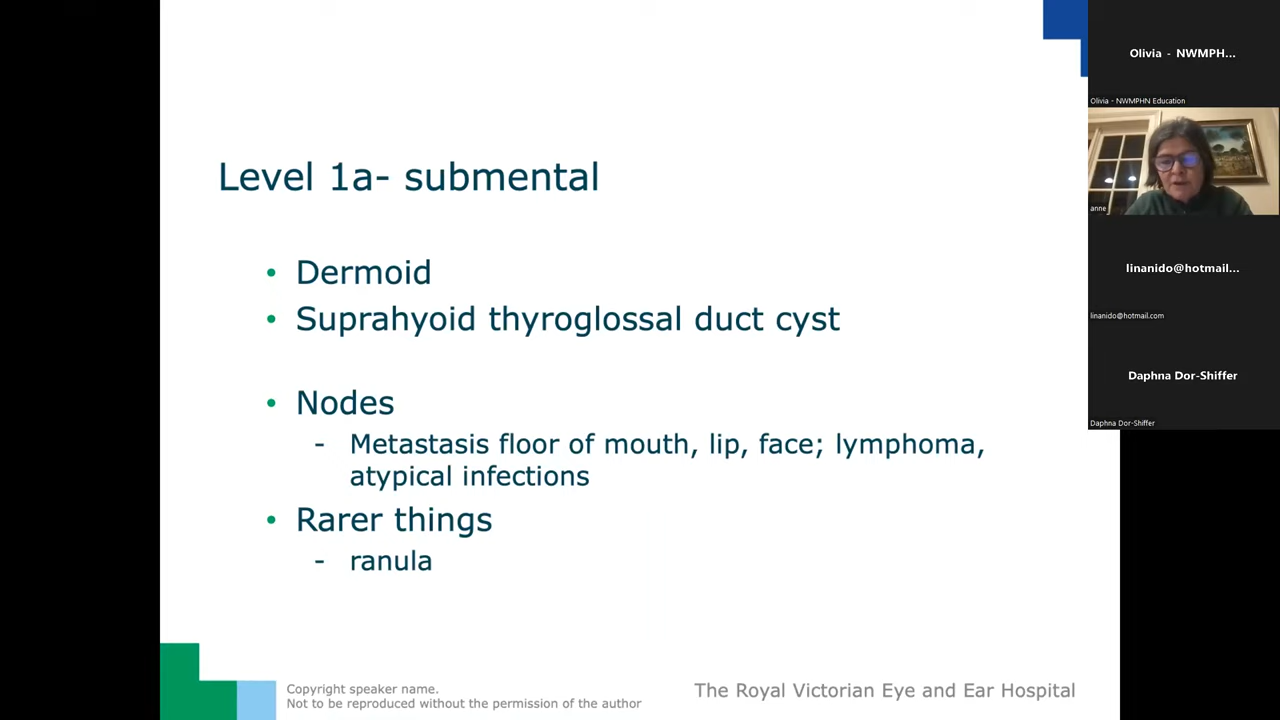 Level 1a- submental
• Dermoid
• Suprahyoid thyroglossal duct cyst
• Nodes
- Metastasis floor of mouth, lip, face; lymphoma,
atypical infections
• Rarer things
- ranula
Copyright speaker name.
Not to be reproduced without the permission of the author
The Royal Victorian Eye and Ear Hospital
Olivia - NWMPH...
Olivia - NWMPHN Education
anne
linanido@hotmail...
linanido@hotmail.com
Daphna Dor-Shiffer
Daphna Dor-Shiffer